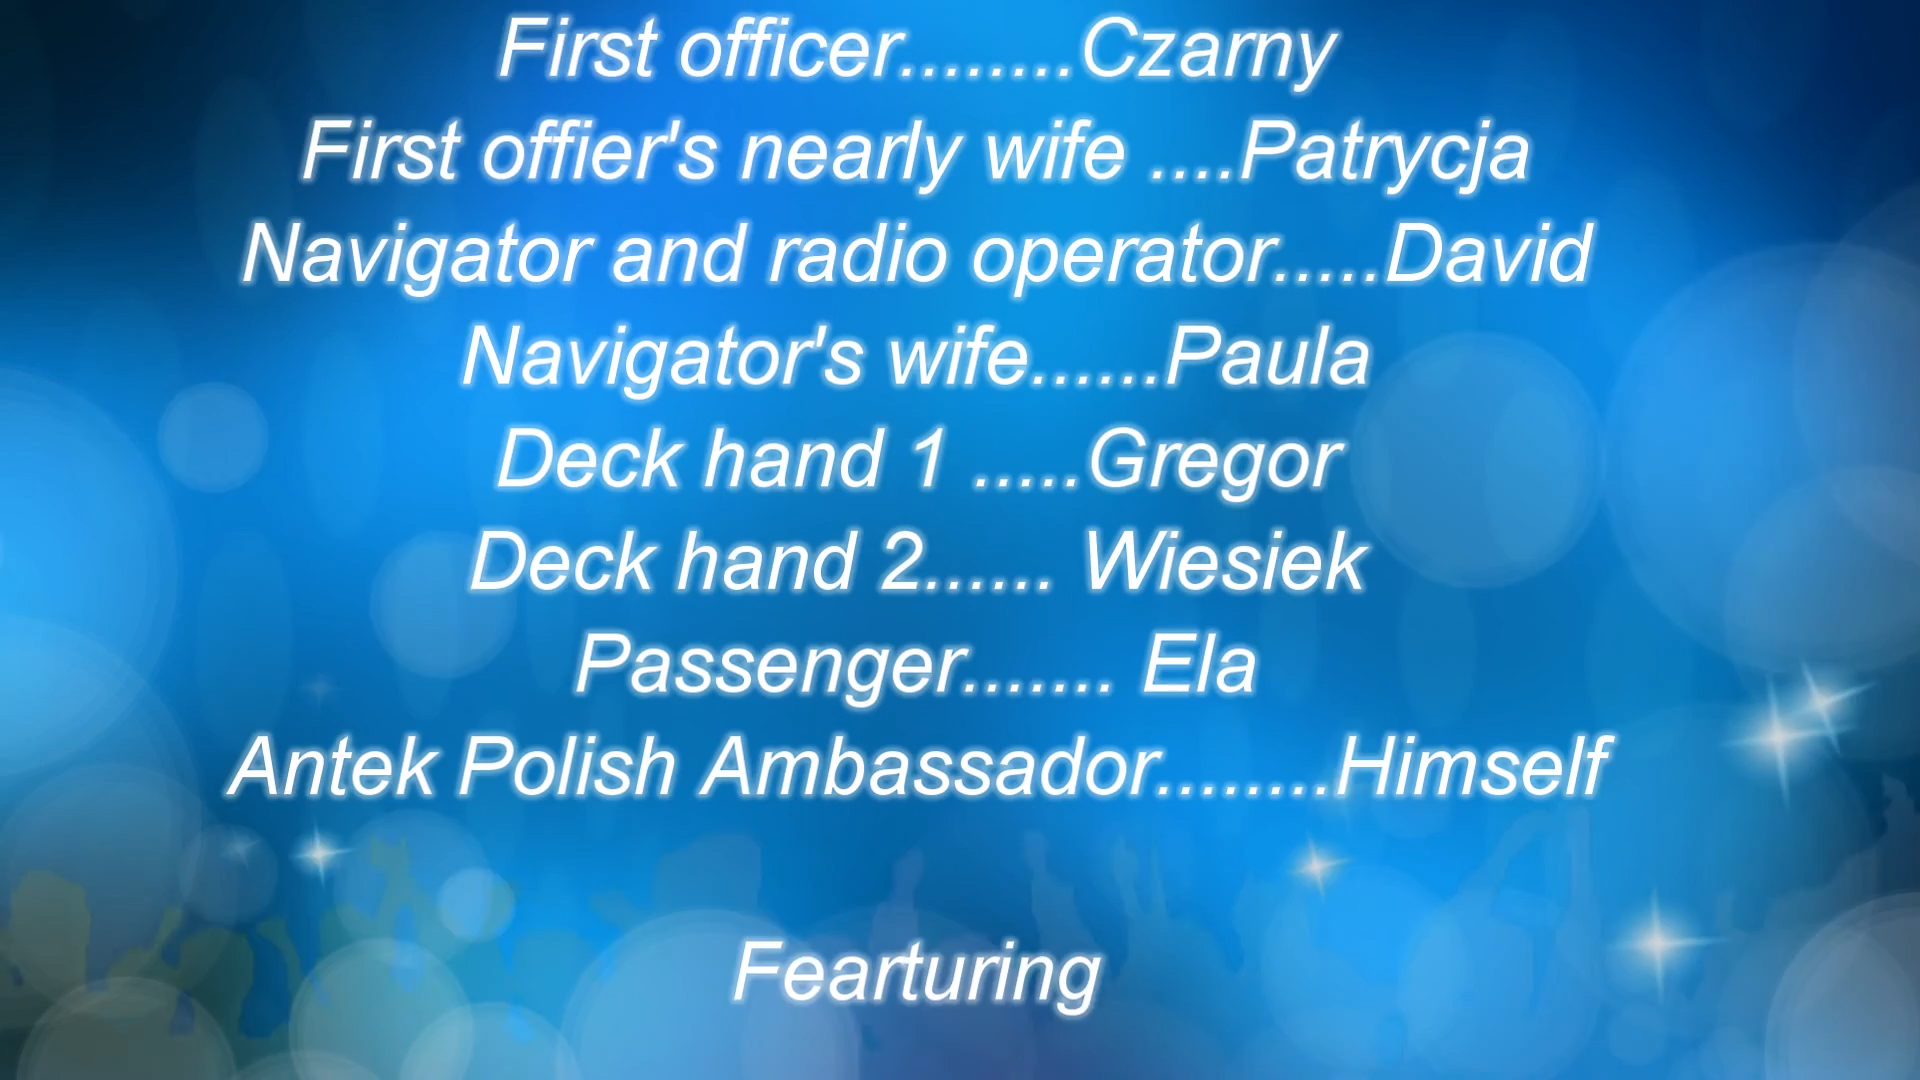 First officer........Czarny
First offier's nearly wife ....Patrycja
Navigator and radio operator.....David
Navigator's wife......Paula
Deck hand 1 .....Gregor
Deck hand 2...... Wiesiek
Passenger....... Ela
Antek Polish Ambassador........Himself
Fearturing